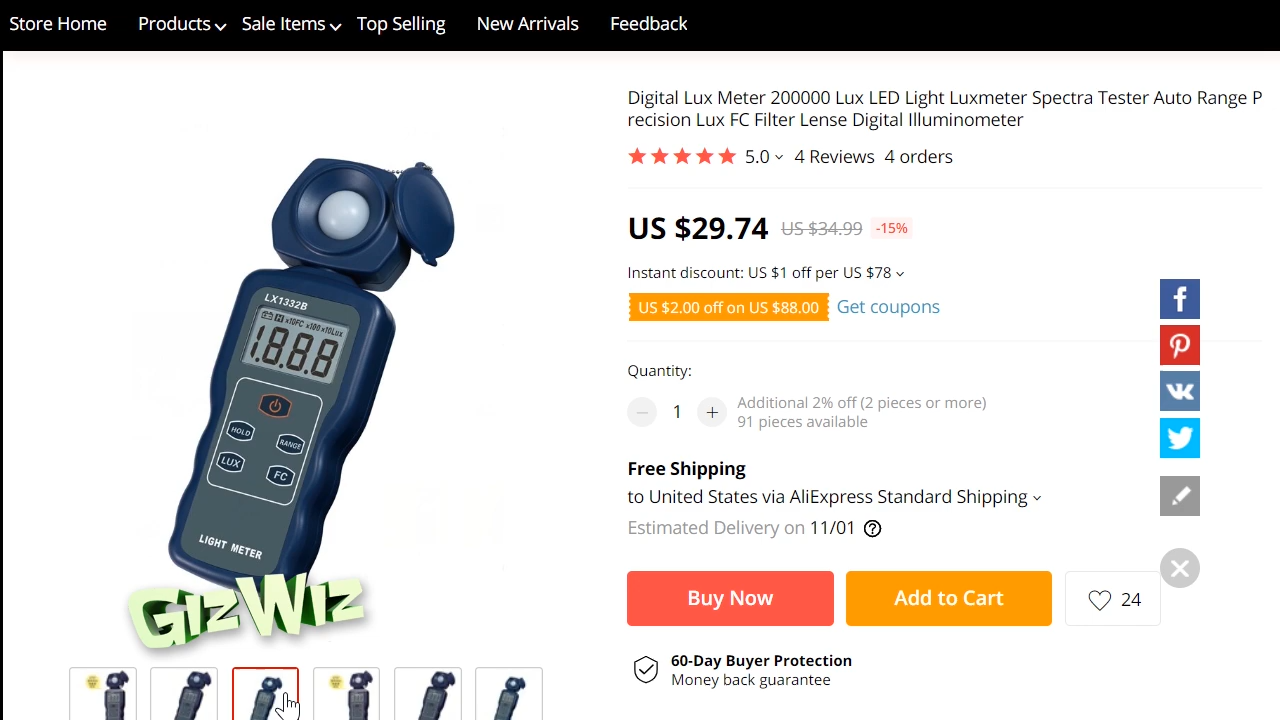 Store Home Products Sale Items Top Selling New Arrivals Feedback
Digital Lux Meter 200000 Lux LED Light Luxmeter Spectra Tester Auto Range P
recision Lux FC Filter Lense Digital Illuminometer
5.0 4 Reviews 4 orders
US $29.74 US $34.99 -15%
Instant discount: US $1 off per US $78
US $2.00 off on US $88.00 Get coupons
Quantity:
1
Additional 2% off (2 pieces or more)
91 pieces available
Free Shipping
to United States via AliExpress Standard Shipping
Estimated Delivery on 11/01
Buy Now Add to Cart 24
60-Day Buyer Protection
Money back guarantee
LX1332B
H x10FC x100 x10Lux
1.8.8.8
HOLD RANGE
LUX FC
LIGHT METER
GizWiz